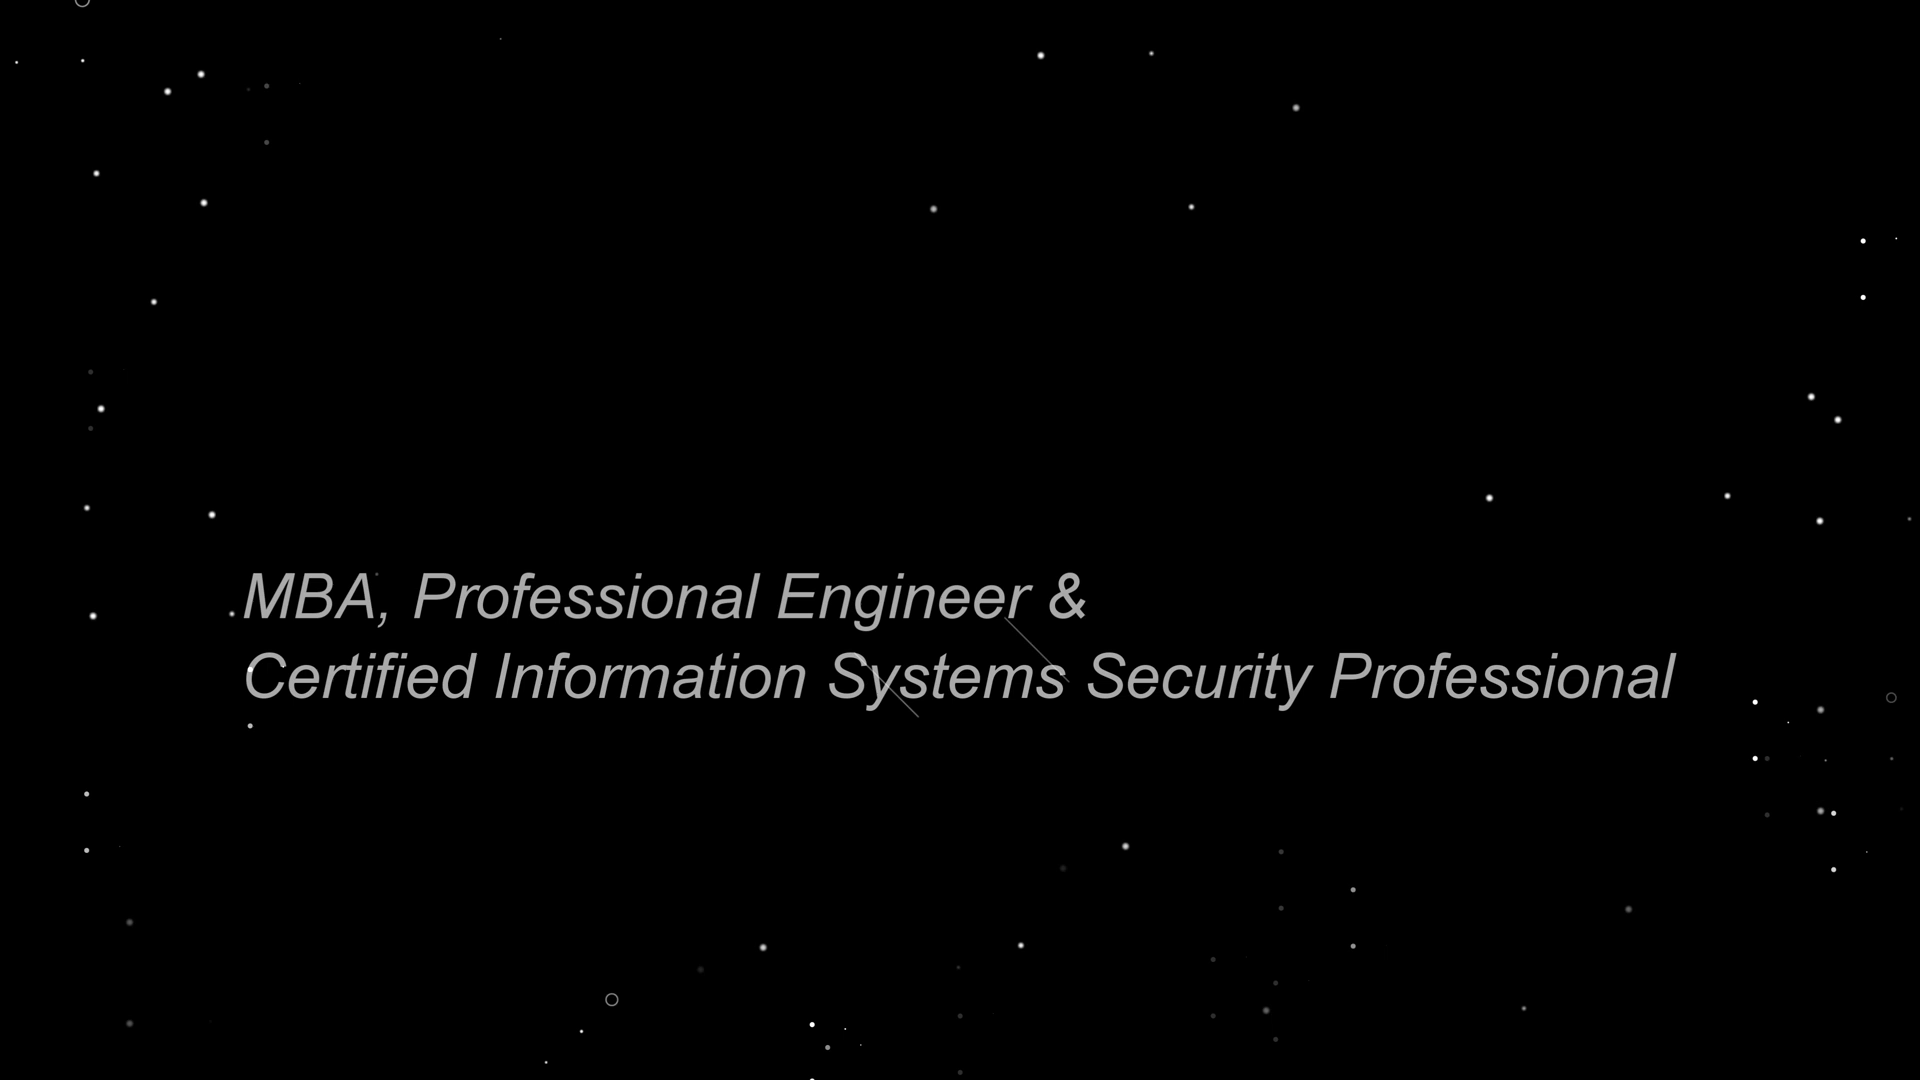 MBA, Professional Engineer &
Certified Information Systems Security Professional